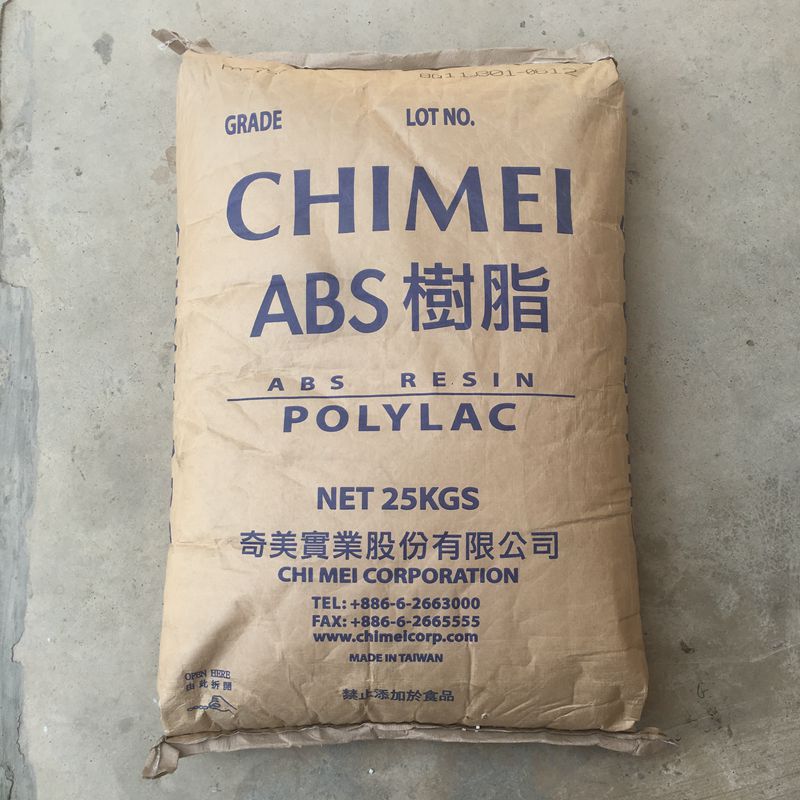 GRADE LOT NO.
CHIMEI
ABS 樹脂
ABS RESIN
POLYLAC
NET 25KGS
奇美實業股份有限公司
CHI MEI CORPORATION
TEL: +886-6-2663000
FAX: +886-6-2665555
www.chimeicorp.com
MADE IN TAIWAN
OPEN HERE
由此折開
禁止添加於食品